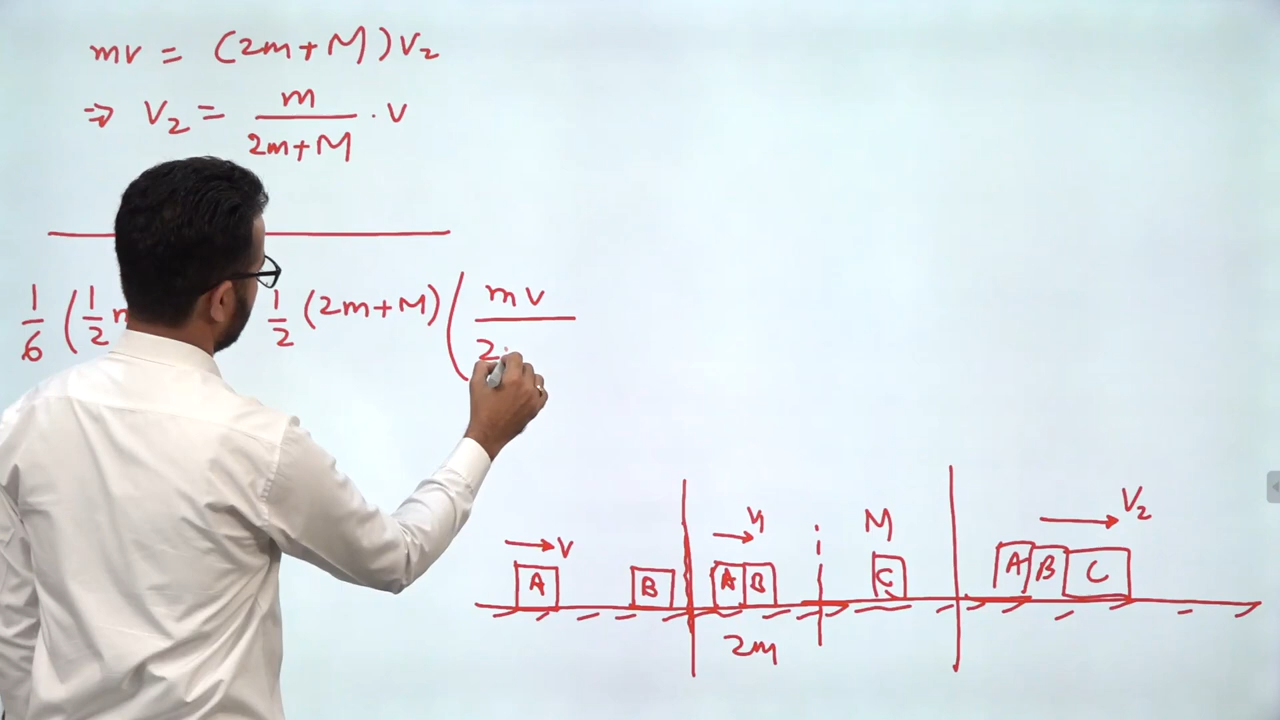 mv = (2m+M)V₂
⇒ V₂ = m/2m+M · v
1/6 (1/2 m 1/2 (2m+M) (mv/2
V
A
B
V₁
A B
2m
M
C
V₂
A B C